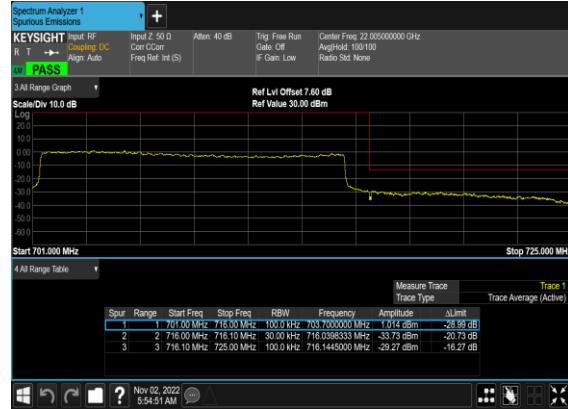 Spectrum Analyzer 1
Spurious Emissions
KEYSIGHT Input: RF Input Z: 50 Ω Atten: 40 dB Trig: Free Run Center Freq: 22.005000000 GHz
R T Coupling: DC Corr CCorr Gate: Off Avg|Hold: 100/100
Align: Auto Freq Ref: Int (S) IF Gain: Low Radio Std: None
PASS
3 All Range Graph
Ref Lvl Offset 7.60 dB
Scale/Div 10.0 dB Ref Value 30.00 dBm
Log
20.0
10.0
0.00
-10.0
-20.0
-30.0
-40.0
-50.0
-60.0
Start 701.000 MHz Stop 725.000 MH
4 All Range Table
Measure Trace Trace 1
Trace Type Trace Average (Active)
Spur Range Start Freq Stop Freq RBW Frequency Amplitude ΔLimit
1 1 701.00 MHz 716.00 MHz 100.0 kHz 703.7000000 MHz 1.014 dBm -28.99 dB
2 2 716.00 MHz 716.10 MHz 30.00 kHz 716.0398333 MHz -33.73 dBm -20.73 dB
3 3 716.10 MHz 725.00 MHz 100.0 kHz 716.1445000 MHz -29.27 dBm -16.27 dB
?
Nov 02, 2022
5:54:51 AM